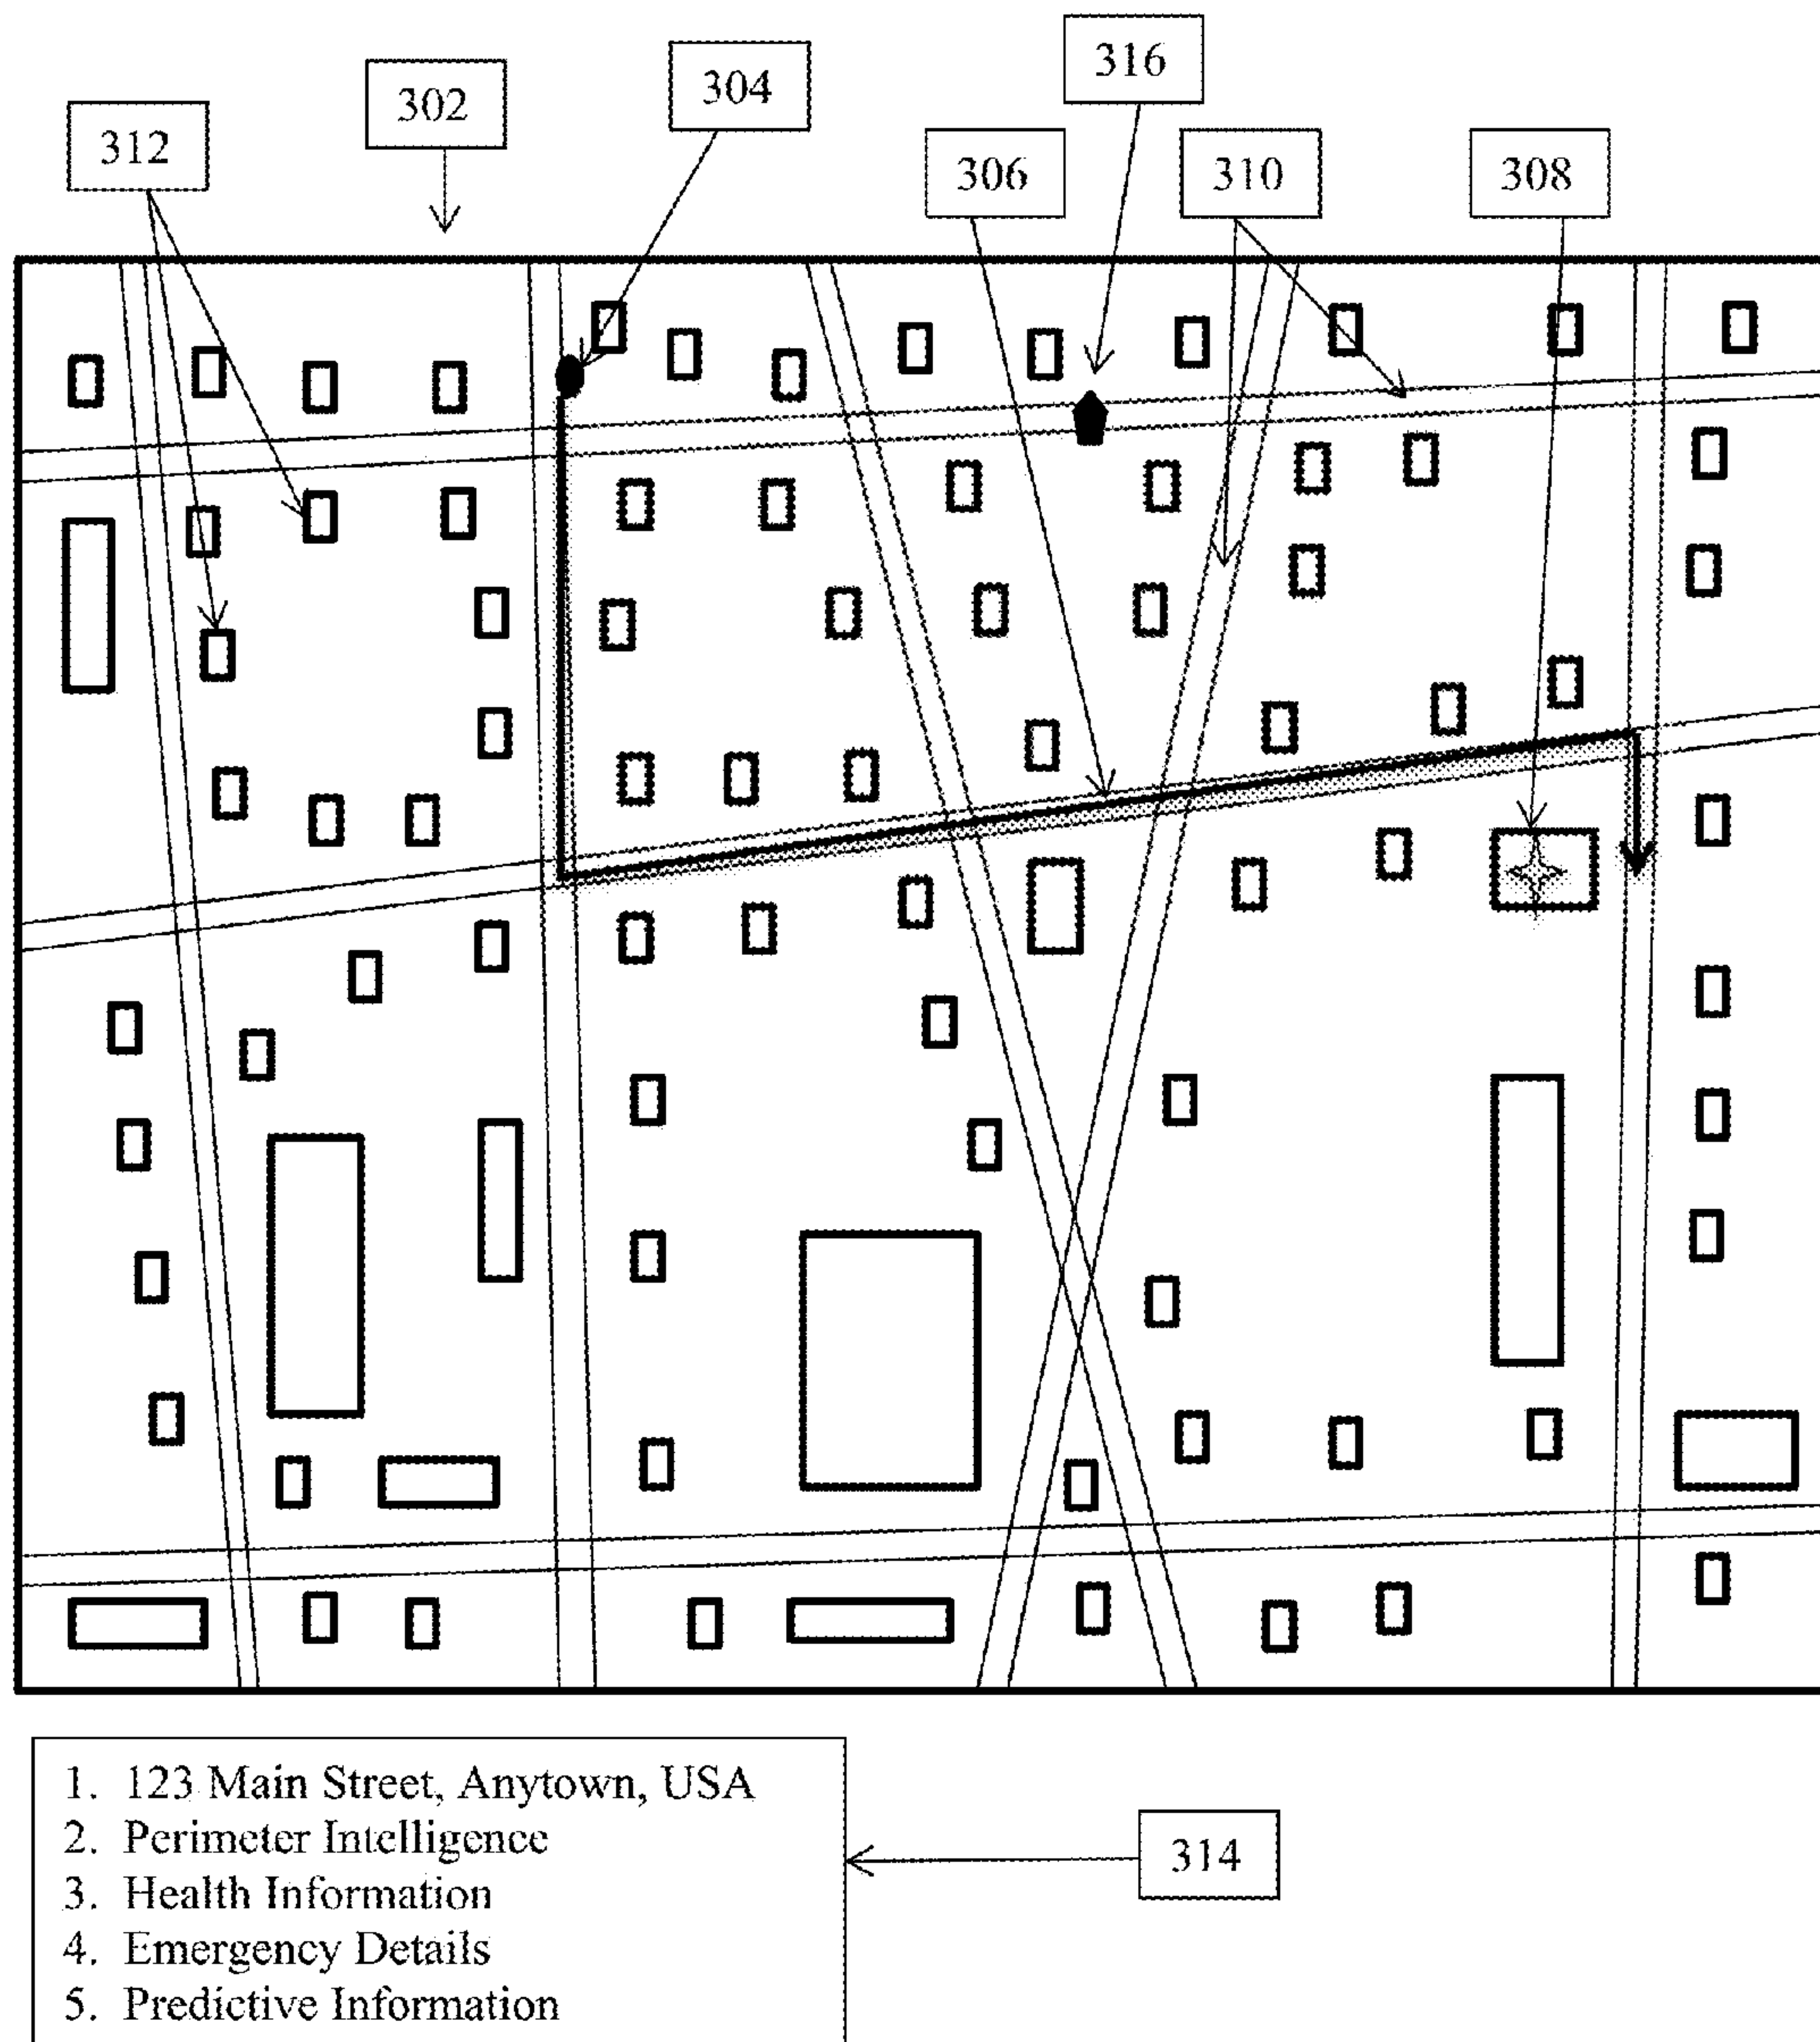 316
304
302
312
306
310
308
1. 123 Main Street, Anytown, USA
2. Perimeter Intelligence
3. Health Information
4. Emergency Details
5. Predictive Information
314